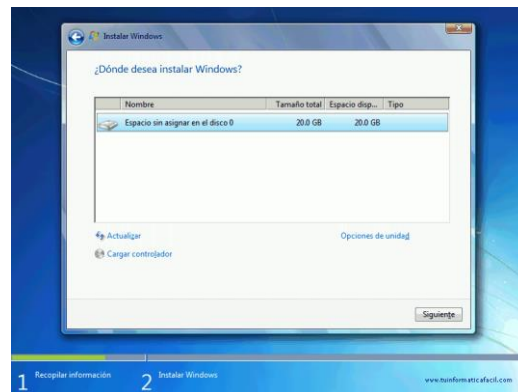 Instalar Windows
¿Dónde desea instalar Windows?
Nombre Tamaño total Espacio disp... Tipo
Espacio sin asignar en el disco 0 20.0 GB 20.0 GB
Actualizar Opciones de unidad
Cargar controlador
Siguiente
1 Recopilar información 2 Instalar Windows
www.tuinformaticafacil.com